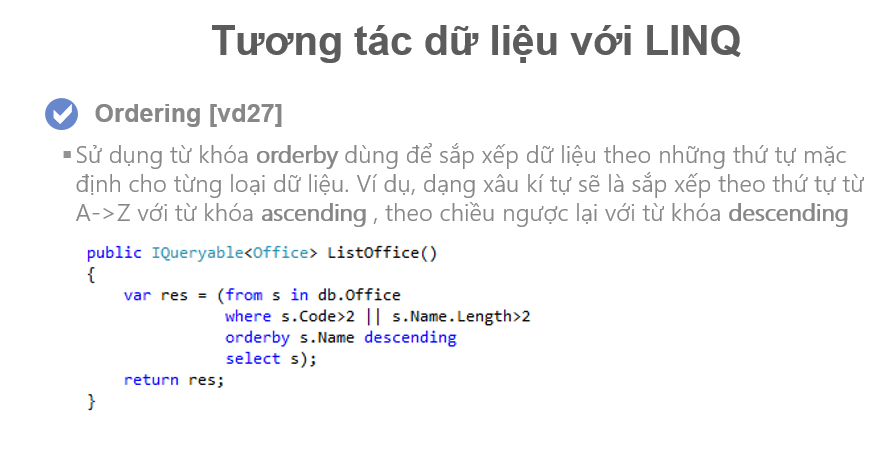 Tương tác dữ liệu với LINQ
Ordering [vd27]
▪Sử dụng từ khóa orderby dùng để sắp xếp dữ liệu theo những thứ tự mặc
định cho từng loại dữ liệu. Ví dụ, dạng xâu kí tự sẽ là sắp xếp theo thứ tự từ
A->Z với từ khóa ascending , theo chiều ngược lại với từ khóa descending
public IQueryable<Office> ListOffice()
{
var res = (from s in db.Office
where s.Code>2 || s.Name.Length>2
orderby s.Name descending
select s);
return res;
}